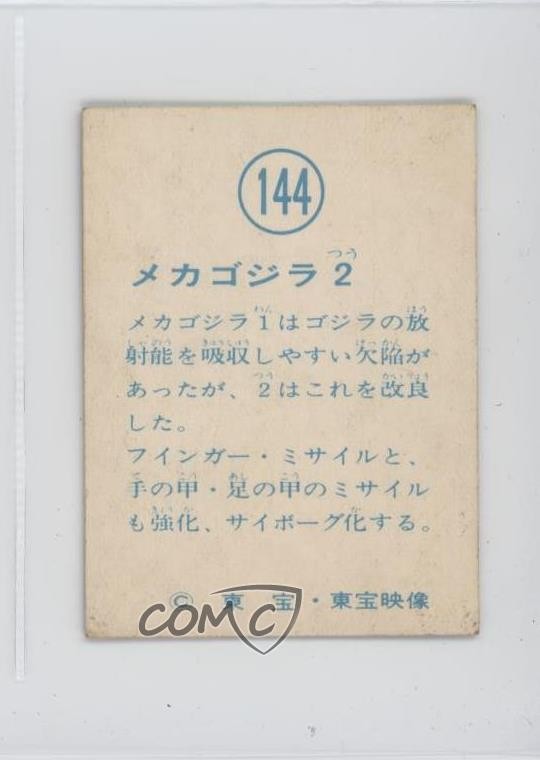 144
メカゴジラ2
メカゴジラ1はゴジラの放
射能を吸収しやすい欠陥が
あったが、2はこれを改良
した。
フインガー・ミサイルと、
手の甲・足の甲のミサイル
も強化、サイボーグ化する。
© 東宝・東宝映像
COMC